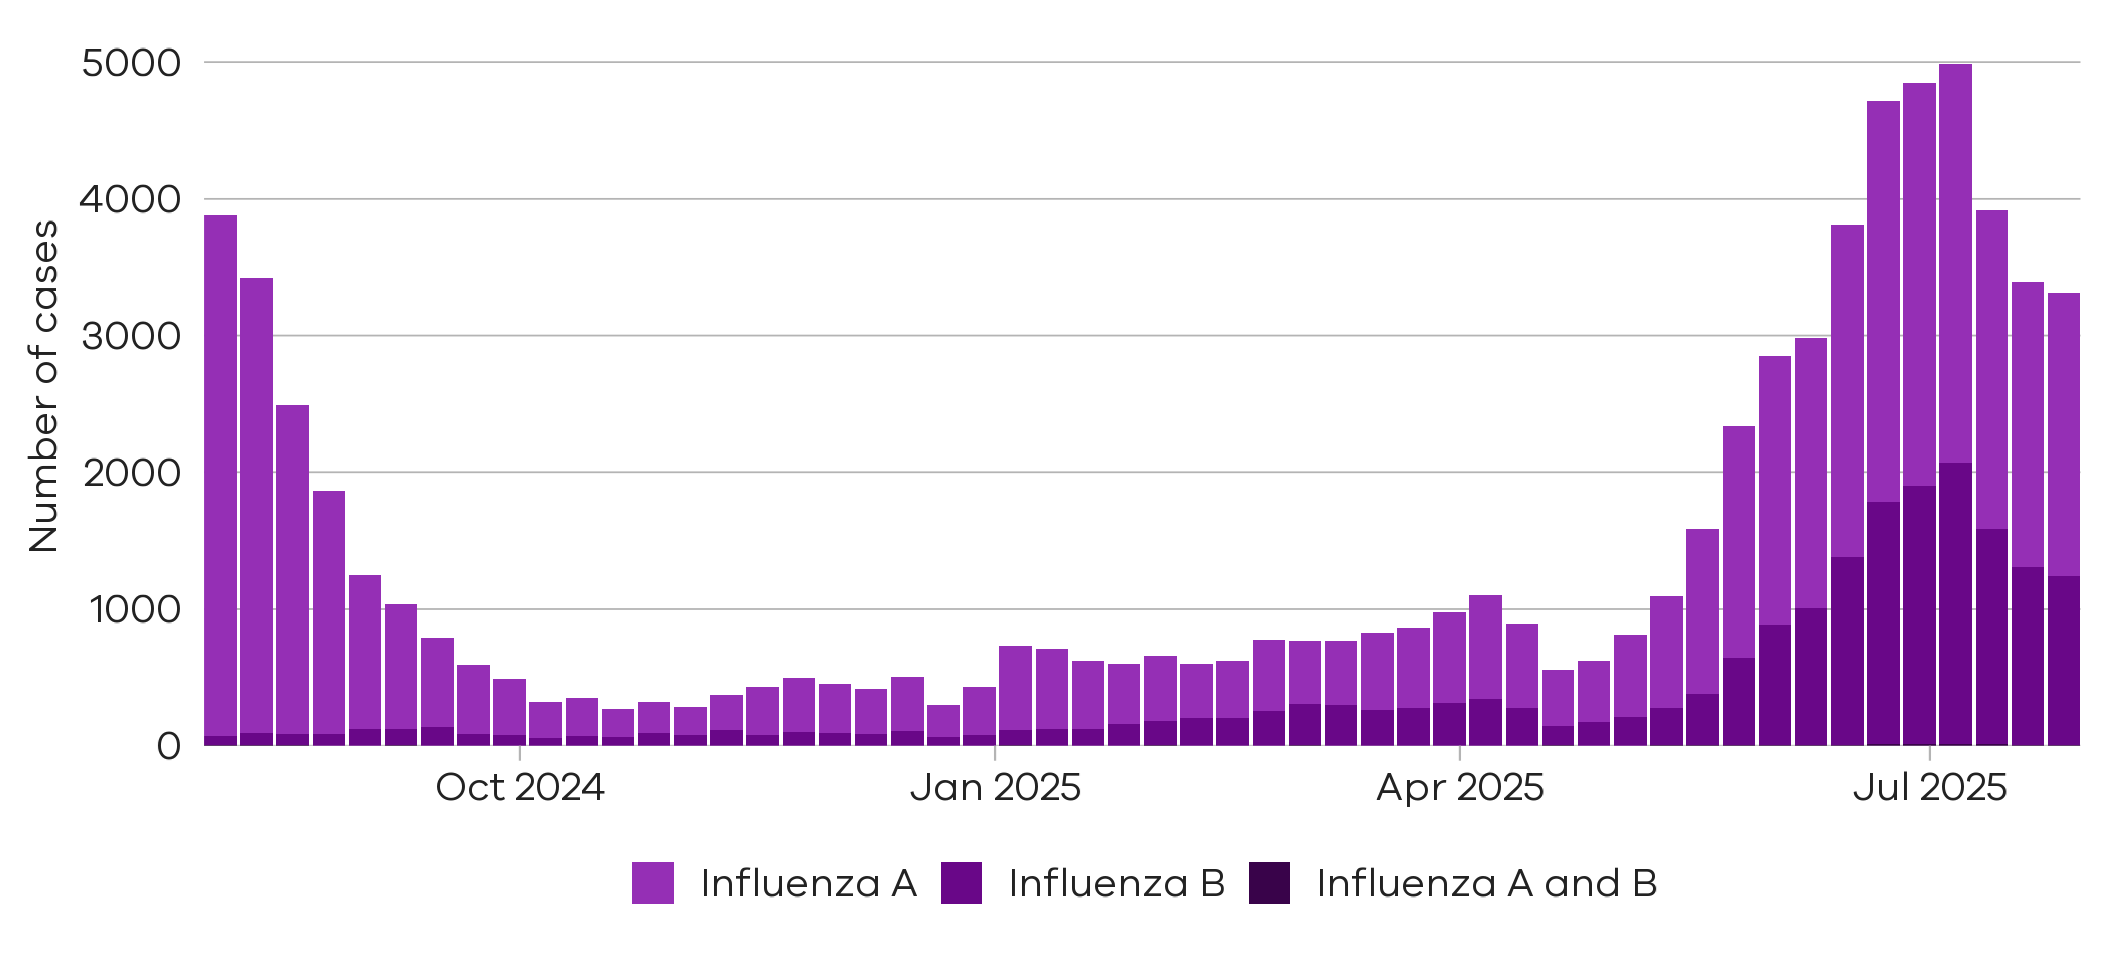 Number of cases
5000
4000
3000
2000
1000
0
Oct 2024 Jan 2025 Apr 2025 Jul 2025
Influenza A Influenza B Influenza A and B